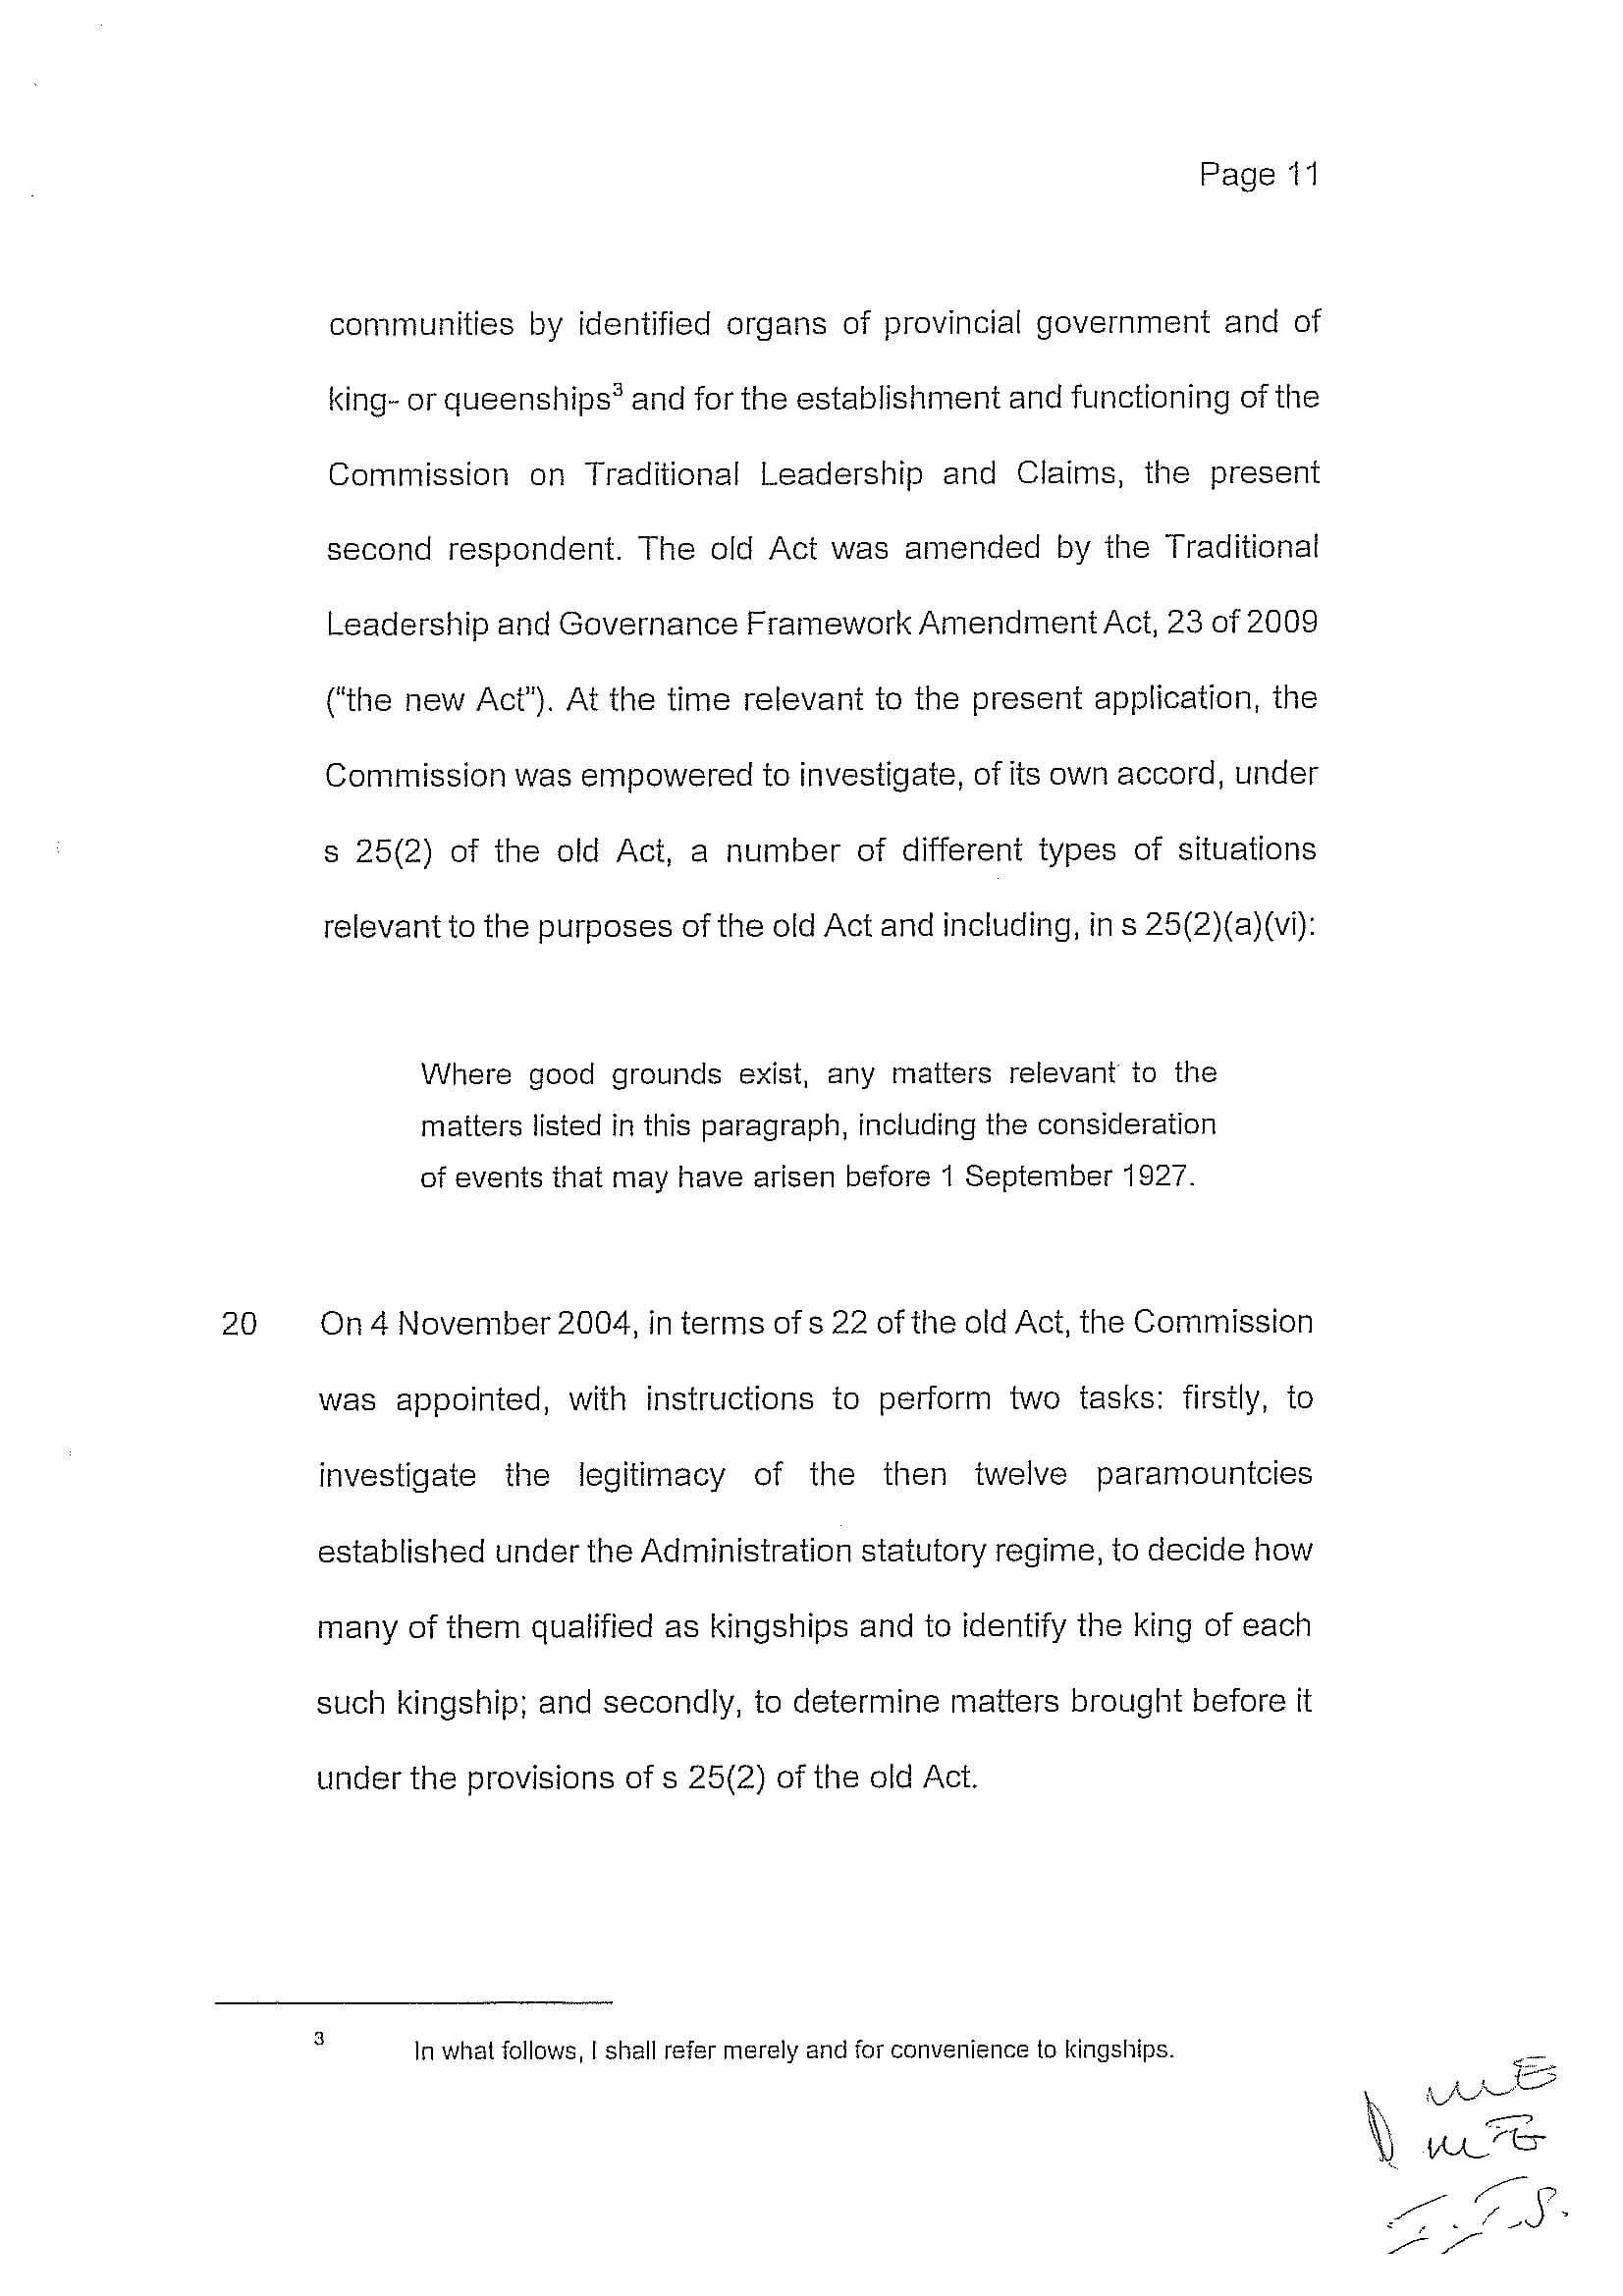 Page 11
communities by identified organs of provincial government and of
king- or queenships³ and for the establishment and functioning of the
Commission on Traditional Leadership and Claims, the present
second respondent. The old Act was amended by the Traditional
Leadership and Governance Framework Amendment Act, 23 of 2009
("the new Act"). At the time relevant to the present application, the
Commission was empowered to investigate, of its own accord, under
s 25(2) of the old Act, a number of different types of situations
relevant to the purposes of the old Act and including, in s 25(2)(a)(vi):
Where good grounds exist, any matters relevant to the
matters listed in this paragraph, including the consideration
of events that may have arisen before 1 September 1927.
20 On 4 November 2004, in terms of s 22 of the old Act, the Commission
was appointed, with instructions to perform two tasks: firstly, to
investigate the legitimacy of the then twelve paramountcies
established under the Administration statutory regime, to decide how
many of them qualified as kingships and to identify the king of each
such kingship; and secondly, to determine matters brought before it
under the provisions of s 25(2) of the old Act.
3 In what follows, I shall refer merely and for convenience to kingships.